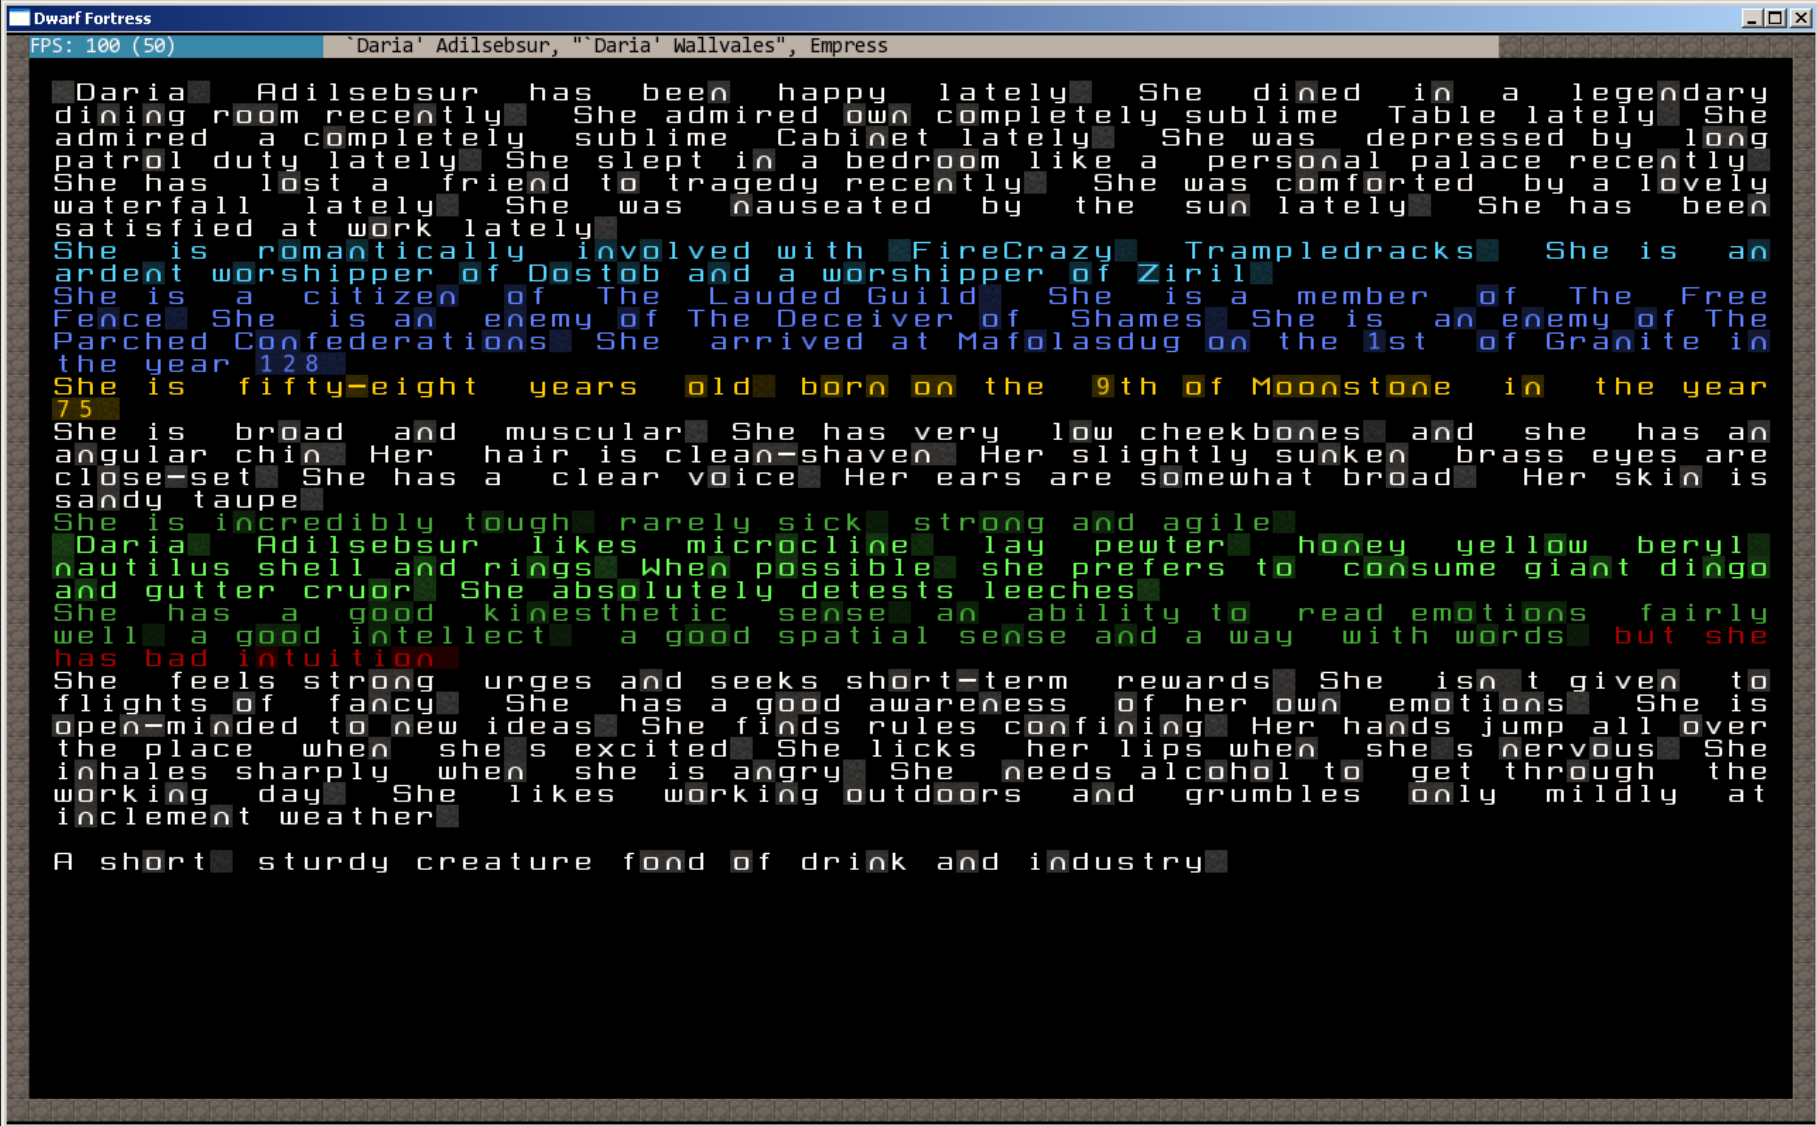 Dwarf Fortress
FPS: 100 (50) `Daria' Adilsebsur, "`Daria' Wallvales", Empress
Daria Adilsebsur has been happy lately She dined in a legendary
dining room recently She admired own completely sublime Table lately She
admired a completely sublime Cabinet lately She was depressed by long
patrol duty lately She slept in a bedroom like a personal palace recently
She has lost a friend to tragedy recently She was comforted by a lovely
waterfall lately She was nauseated by the sun lately She has been
satisfied at work lately
She is romantically involved with FireCrazy Trampledracks She is an
ardent worshipper of Dostob and a worshipper of Ziril
She is a citizen of The Lauded Guild She is a member of The Free
Fence She is an enemy of The Deceiver of Shames She is an enemy of The
Parched Confederations She arrived at Mafolasdug on the 1st of Granite in
the year 128
She is fifty-eight years old born on the 9th of Moonstone in the year
75
She is broad and muscular She has very low cheekbones and she has an
angular chin Her hair is clean-shaven Her slightly sunken brass eyes are
close-set She has a clear voice Her ears are somewhat broad Her skin is
sandy taupe
She is incredibly tough rarely sick strong and agile
Daria Adilsebsur likes microcline lay pewter honey yellow beryl
nautilus shell and rings When possible she prefers to consume giant dingo
and gutter cruor She absolutely detests leeches
She has a good kinesthetic sense an ability to read emotions fairly
well a good intellect a good spatial sense and a way with words but she
has bad intuition
She feels strong urges and seeks short-term rewards She isn t given to
flights of fancy She has a good awareness of her own emotions She is
open-minded to new ideas She finds rules confining Her hands jump all over
the place when she s excited She licks her lips when she s nervous She
inhales sharply when she is angry She needs alcohol to get through the
working day She likes working outdoors and grumbles only mildly at
inclement weather
A short sturdy creature fond of drink and industry